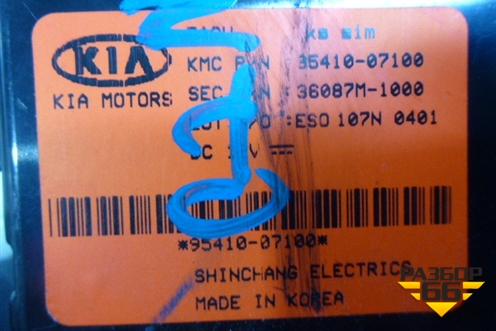 KIA
KIA MOTORS
KMC P/N : 95410-07100
SEC : 36087M-1000
:ESO 107N 0401
DC V
*95410-07100*
SHINCHANG ELECTRICS
MADE IN KOREA
РАЗБОР
66